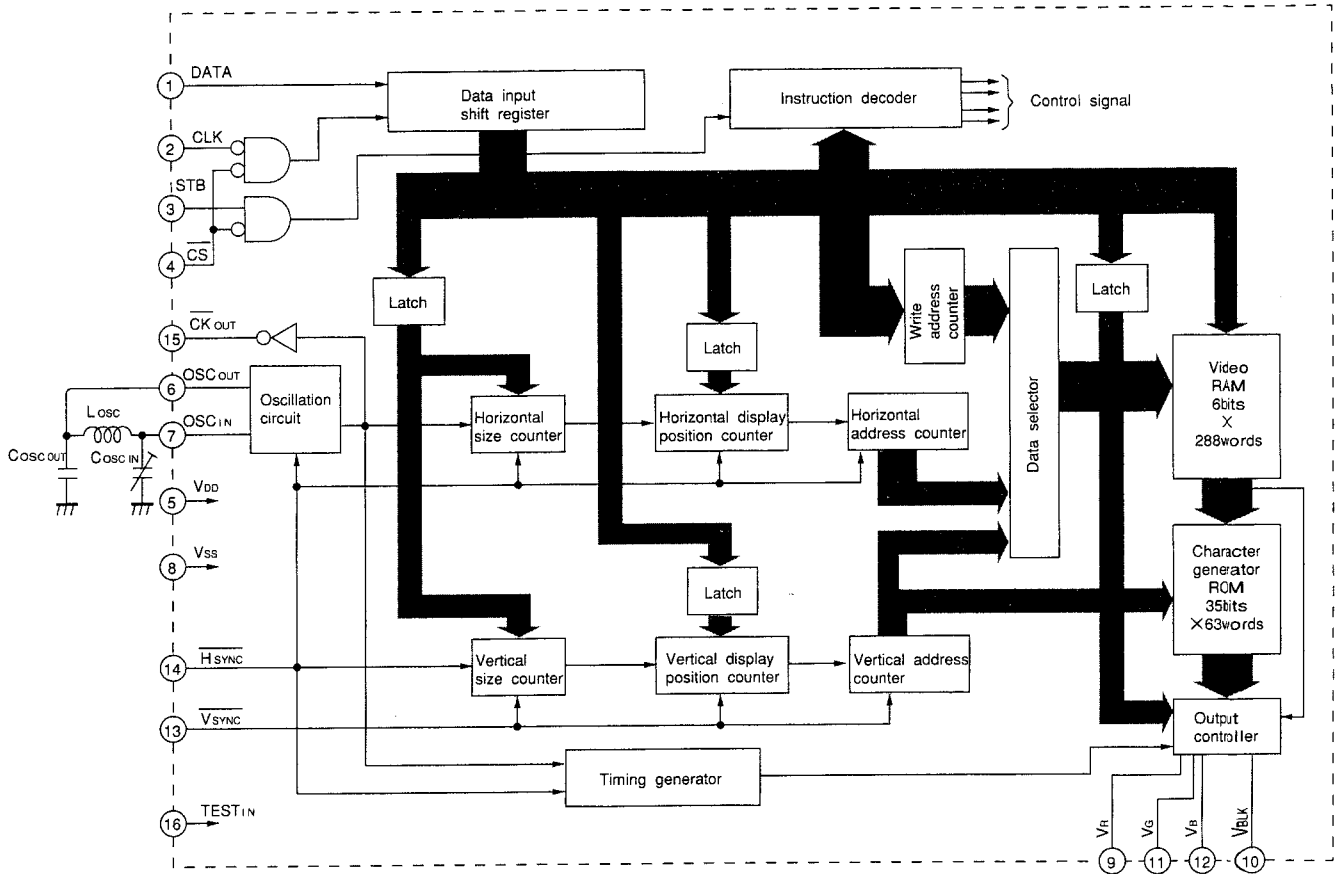 1
DATA
2
CLK
STB
3
4
CS
15
CK OUT
6
OSC OUT
LOSC
7
OSC IN
COSC OUT
COSC IN
5
VDD
8
VSS
14
HSYNC
13
VSYNC
16
TEST IN
Data input
shift register
Instruction decoder
Control signal
Latch
Latch
Write
address
counter
Data selector
Latch
Video
RAM
6bits
X
288words
Oscillation
circuit
Horizontal
size counter
Horizontal display
position counter
Horizontal
address counter
Latch
Character
generator
ROM
35bits
X63words
Vertical
size counter
Vertical display
position counter
Vertical address
counter
Output
controller
Timing generator
VR
VG
VB
VBLK
9
11
12
10